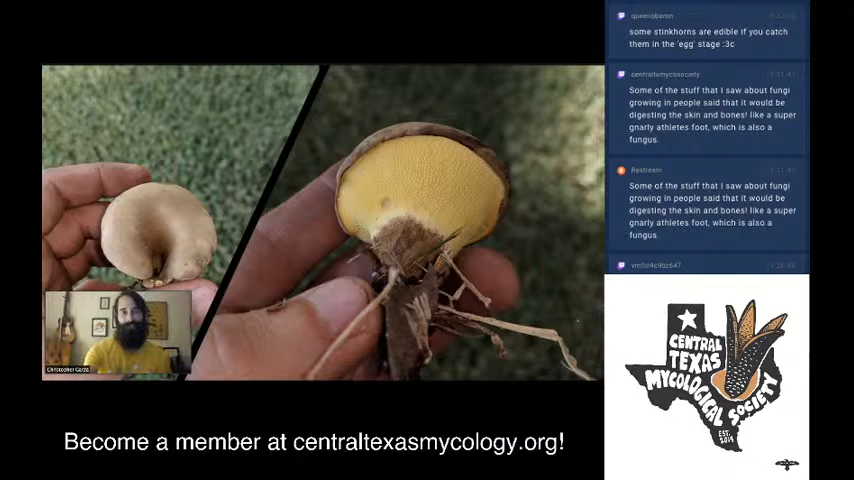 queenoberon
some stinkhorns are edible if you catch
them in the 'egg' stage :3c
centraltxmycosociety
Some of the stuff that I saw about fungi
growing in people said that it would be
digesting the skin and bones! like a super
gnarly athletes foot, which is also a
fungus.
Restream
Some of the stuff that I saw about fungi
growing in people said that it would be
digesting the skin and bones! like a super
gnarly athletes foot, which is also a
fungus.
CENTRAL
TEXAS
MYCOLOGICAL SOCIETY
EST.
2019
Christopher Garza
Become a member at centraltexasmycology.org!